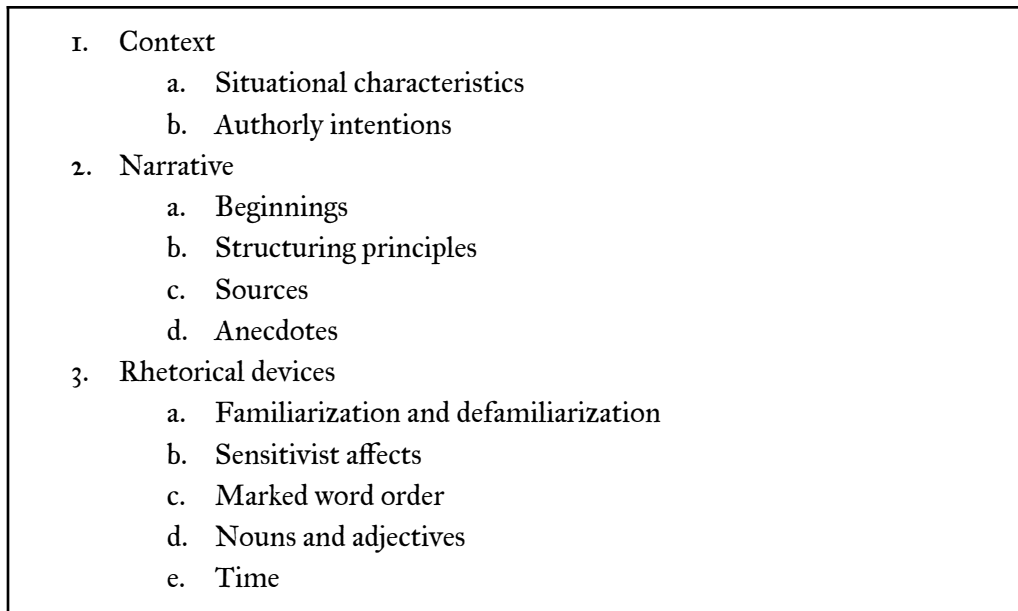 1. Context
a. Situational characteristics
b. Authorly intentions
2. Narrative
a. Beginnings
b. Structuring principles
c. Sources
d. Anecdotes
3. Rhetorical devices
a. Familiarization and defamiliarization
b. Sensitivist affects
c. Marked word order
d. Nouns and adjectives
e. Time